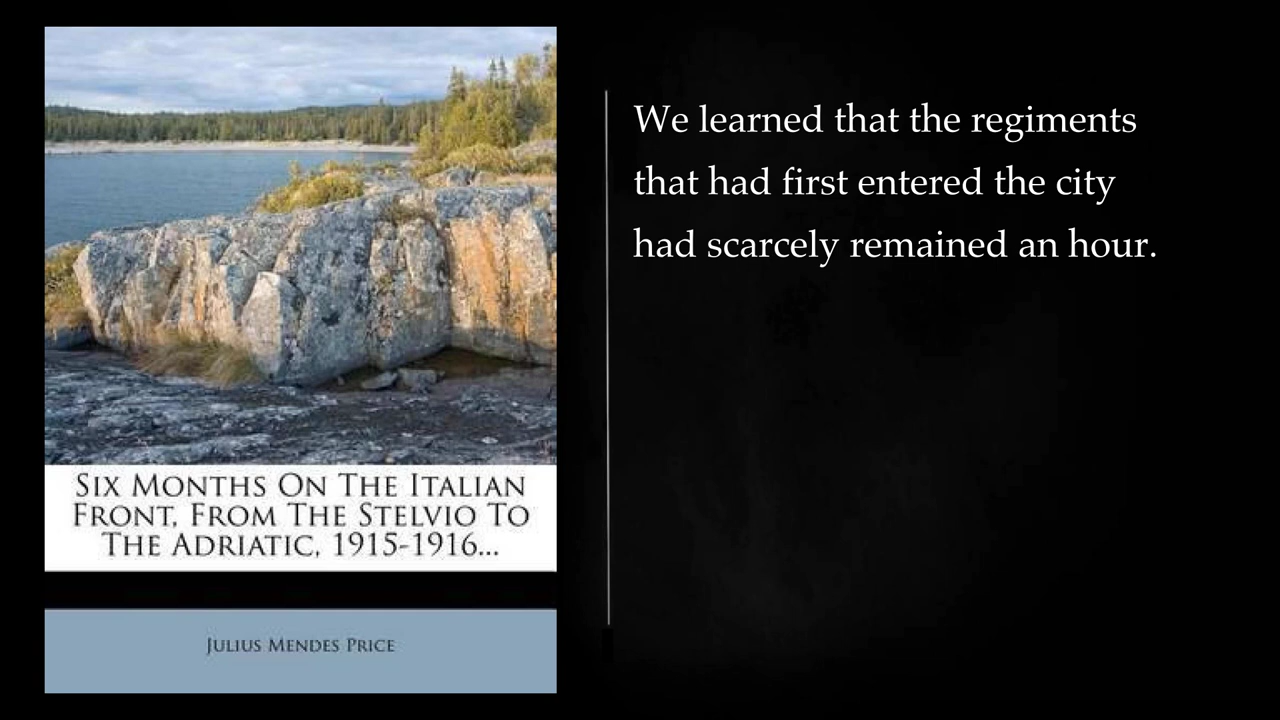 Six Months On The Italian
Front, From The Stelvio To
The Adriatic, 1915-1916...
Julius Mendes Price
We learned that the regiments
that had first entered the city
had scarcely remained an hour.